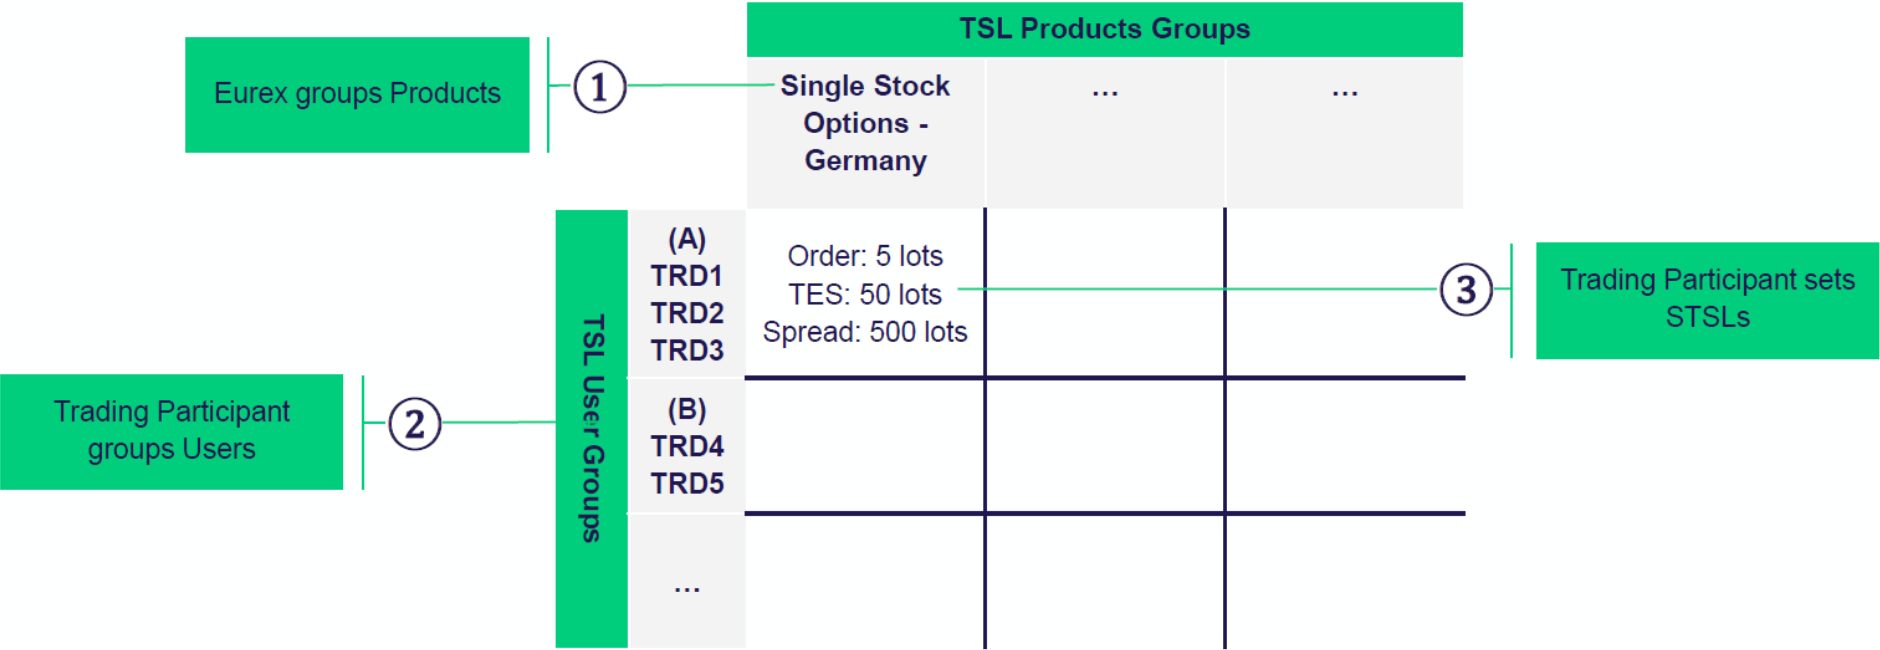 TSL Products Groups
Eurex groups Products
1
Single Stock
Options -
Germany
...
...
TSL User Groups
(A)
TRD1
TRD2
TRD3
Order: 5 lots
TES: 50 lots
Spread: 500 lots
3
Trading Participant sets
STSLs
Trading Participant
groups Users
2
(B)
TRD4
TRD5
...